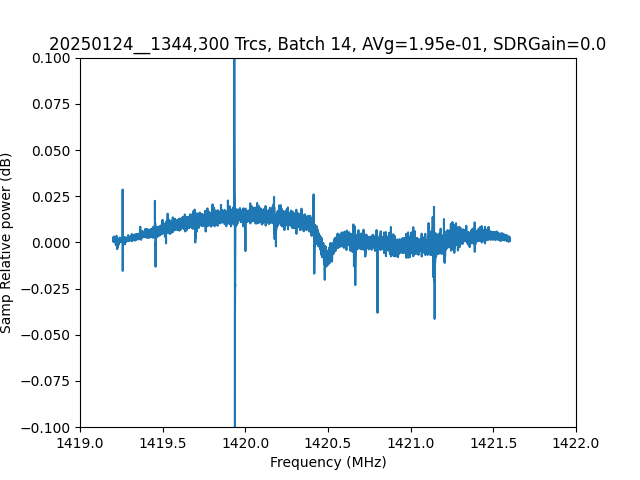 20250124__1344,300 Trcs, Batch 14, AVg=1.95e-01, SDRGain=0.0
0.100
0.075
0.050
0.025
0.000
−0.025
−0.050
−0.075
−0.100
Samp Relative power (dB)
1419.0 1419.5 1420.0 1420.5 1421.0 1421.5 1422.0
Frequency (MHz)